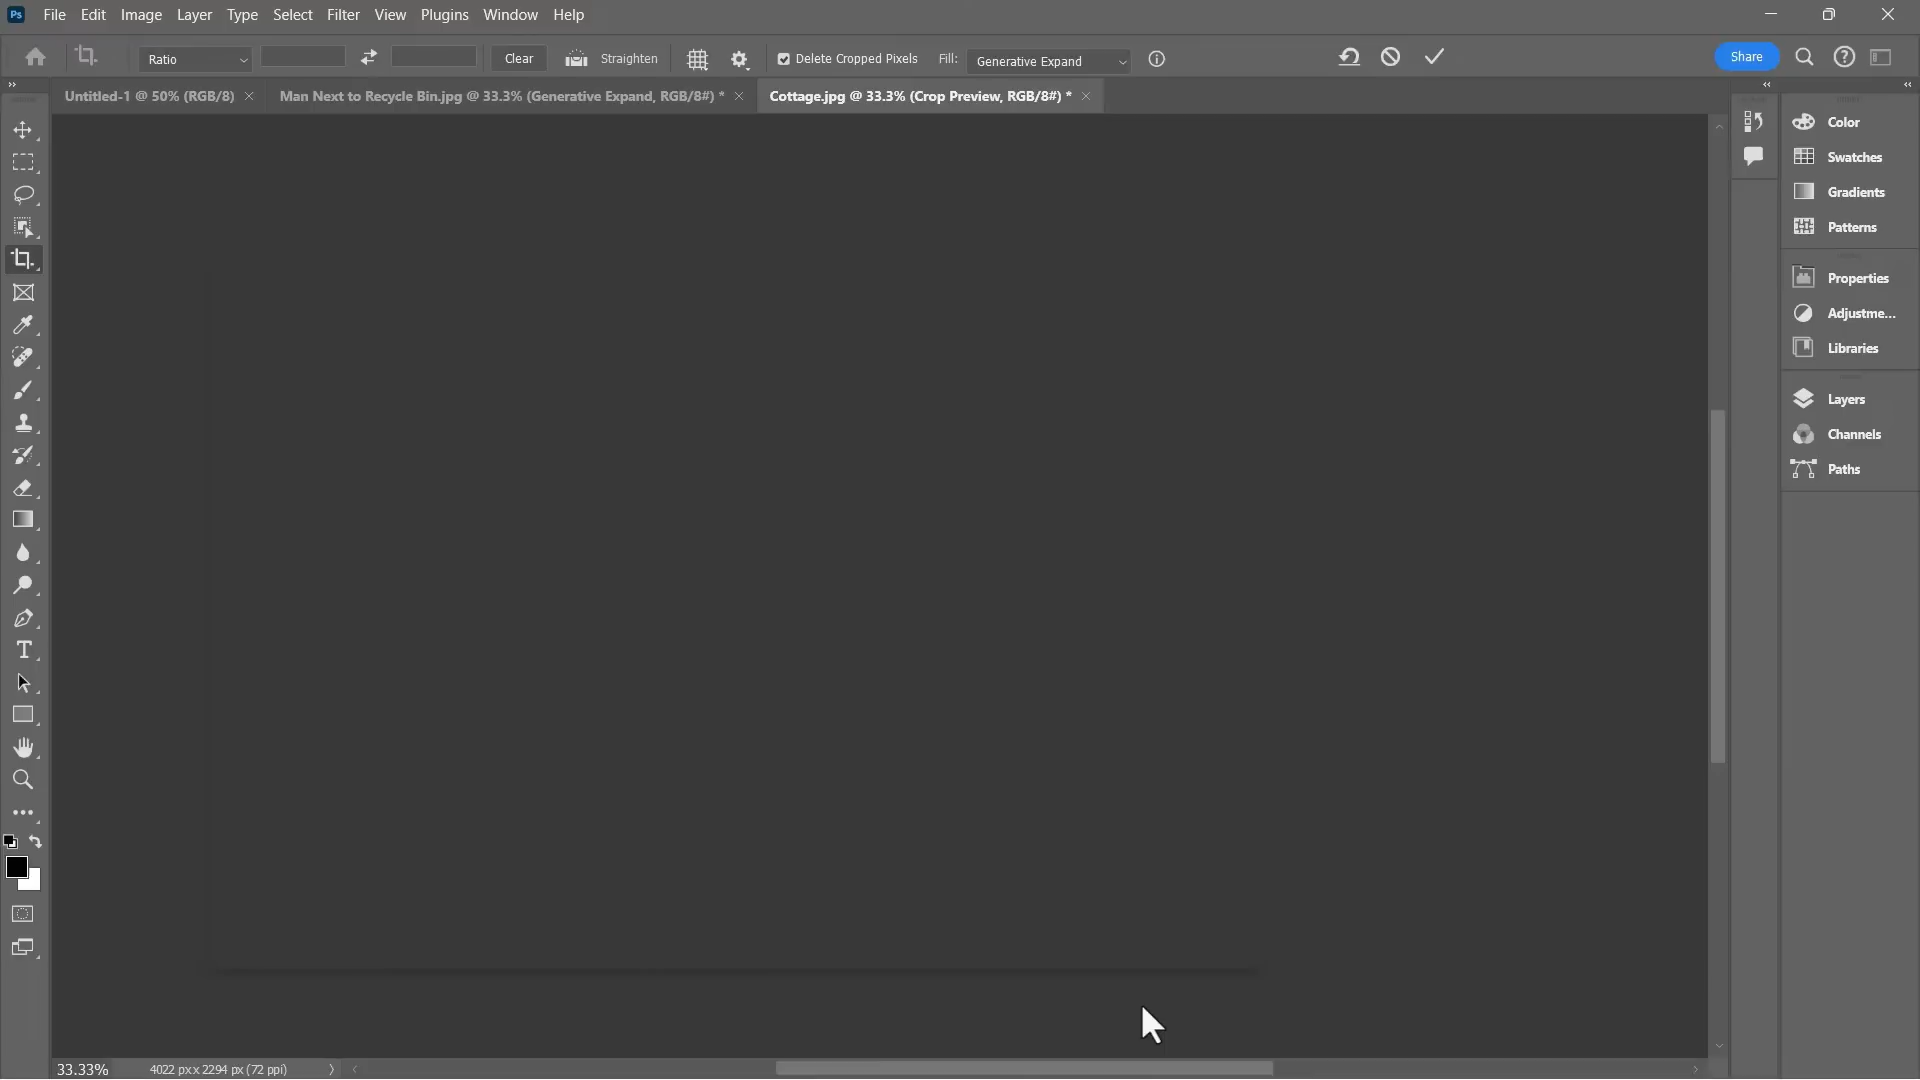 Ps File Edit Image Layer Type Select Filter View Plugins Window Help
Ratio Clear Straighten Delete Cropped Pixels Fill: Generative Expand Share
Untitled-1 @ 50% (RGB/8) Man Next to Recycle Bin.jpg @ 33.3% (Generative Expand, RGB/8#) * Cottage.jpg @ 33.3% (Crop Preview, RGB/8#) *
Color
Swatches
Gradients
Patterns
Properties
Adjustme...
Libraries
Layers
Channels
Paths
33.33% 4022 px x 2294 px (72 ppi)